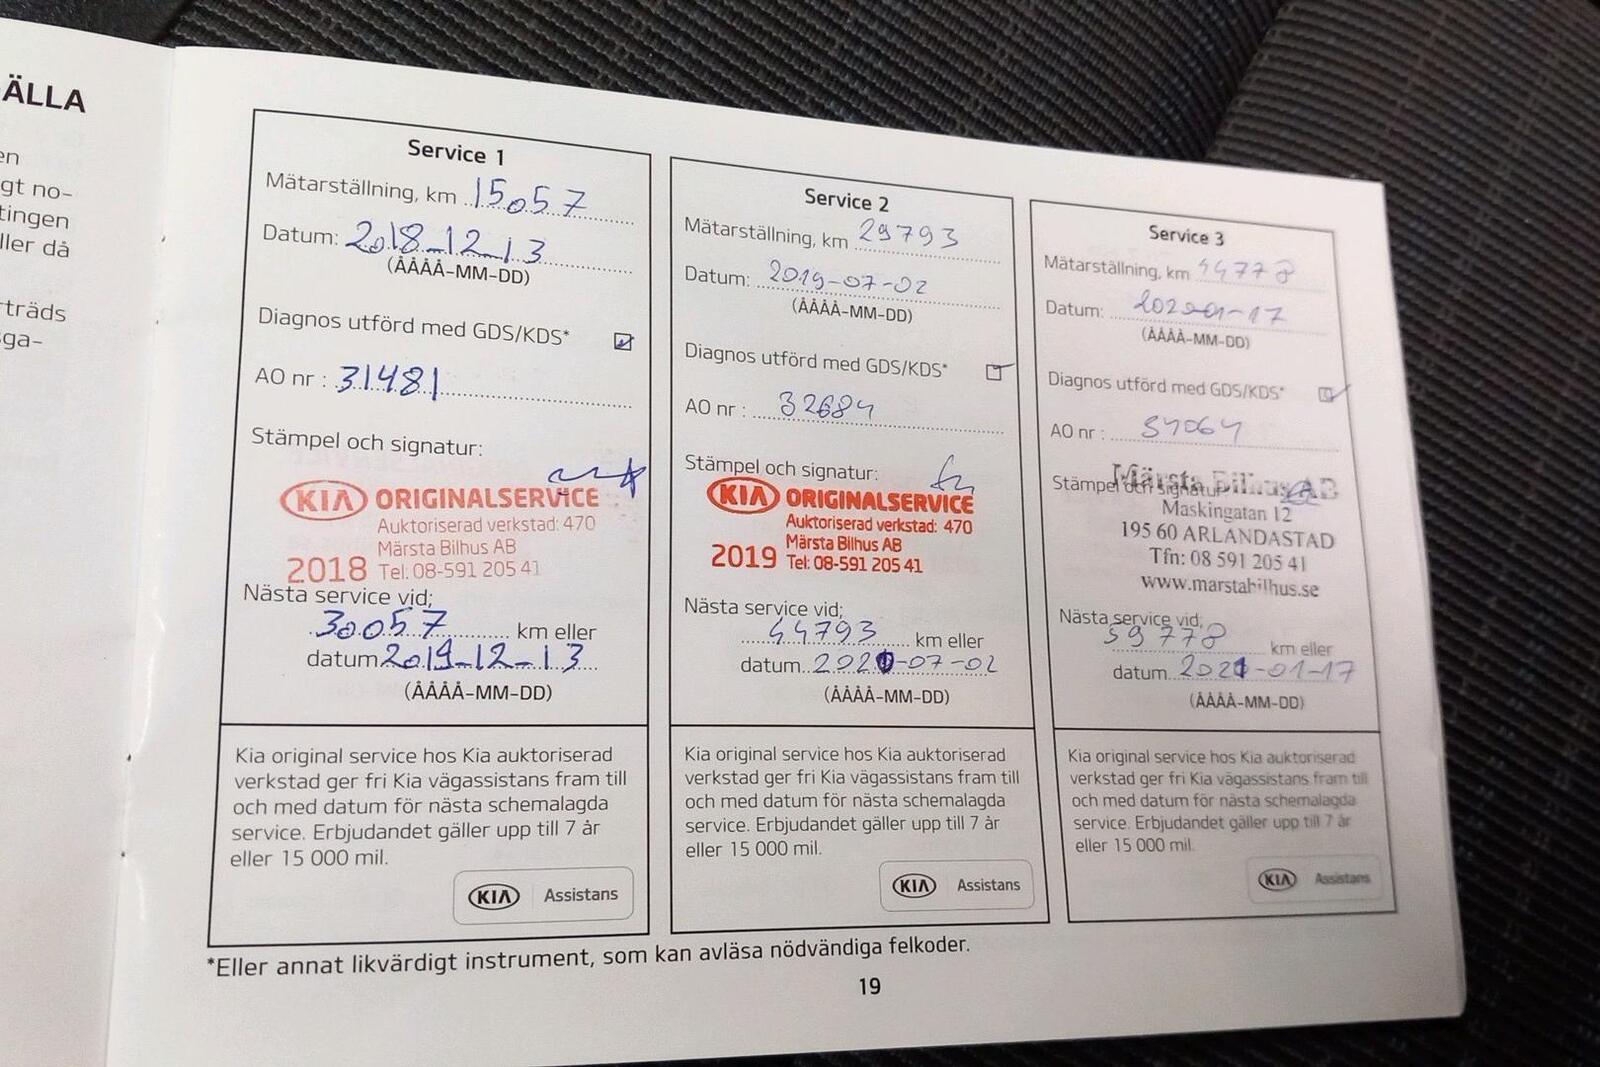 ÄLLA
en
gt no-
tingen
ller då
rträds
ga-
Service 1
Mätarställning, km 15057
Datum: 2018-12-13
(ÅÅÅÅ-MM-DD)
Diagnos utförd med GDS/KDS*
AO nr : 31481
Stämpel och signatur:
KIA ORIGINALSERVICE
Auktoriserad verkstad: 470
Märsta Bilhus AB
2018 Tel: 08-591 205 41
Nästa service vid;
30057 km eller
datum 2019-12-13
(ÅÅÅÅ-MM-DD)
Kia original service hos Kia auktoriserad
verkstad ger fri Kia vägassistans fram till
och med datum för nästa schemalagda
service. Erbjudandet gäller upp till 7 år
eller 15 000 mil.
KIA Assistans
Service 2
Mätarställning, km 29793
Datum: 2019-07-02
(ÅÅÅÅ-MM-DD)
Diagnos utförd med GDS/KDS*
AO nr : 32684
Stämpel och signatur:
KIA ORIGINALSERVICE
Auktoriserad verkstad: 470
Märsta Bilhus AB
2019 Tel: 08-591 205 41
Nästa service vid;
44793 km eller
datum 2020-07-02
(ÅÅÅÅ-MM-DD)
Kia original service hos Kia auktoriserad
verkstad ger fri Kia vägassistans fram till
och med datum för nästa schemalagda
service. Erbjudandet gäller upp till 7 år
eller 15 000 mil.
KIA Assistans
Service 3
Mätarställning, km 44778
Datum: 2020-01-17
(ÅÅÅÅ-MM-DD)
Diagnos utförd med GDS/KDS*
AO nr : 34064
Märsta Bilhus AB
Stämpel och signatur:
Maskingatan 12
195 60 ARLANDASTAD
Tfn: 08 591 205 41
www.marstabilhus.se
Nästa service vid;
59778 km eller
datum 2021-01-17
(ÅÅÅÅ-MM-DD)
Kia original service hos Kia auktoriserad
verkstad ger fri Kia vägassistans fram till
och med datum för nästa schemalagda
service. Erbjudandet gäller upp till 7 år
eller 15 000 mil.
KIA Assistans
*Eller annat likvärdigt instrument, som kan avläsa nödvändiga felkoder.
19